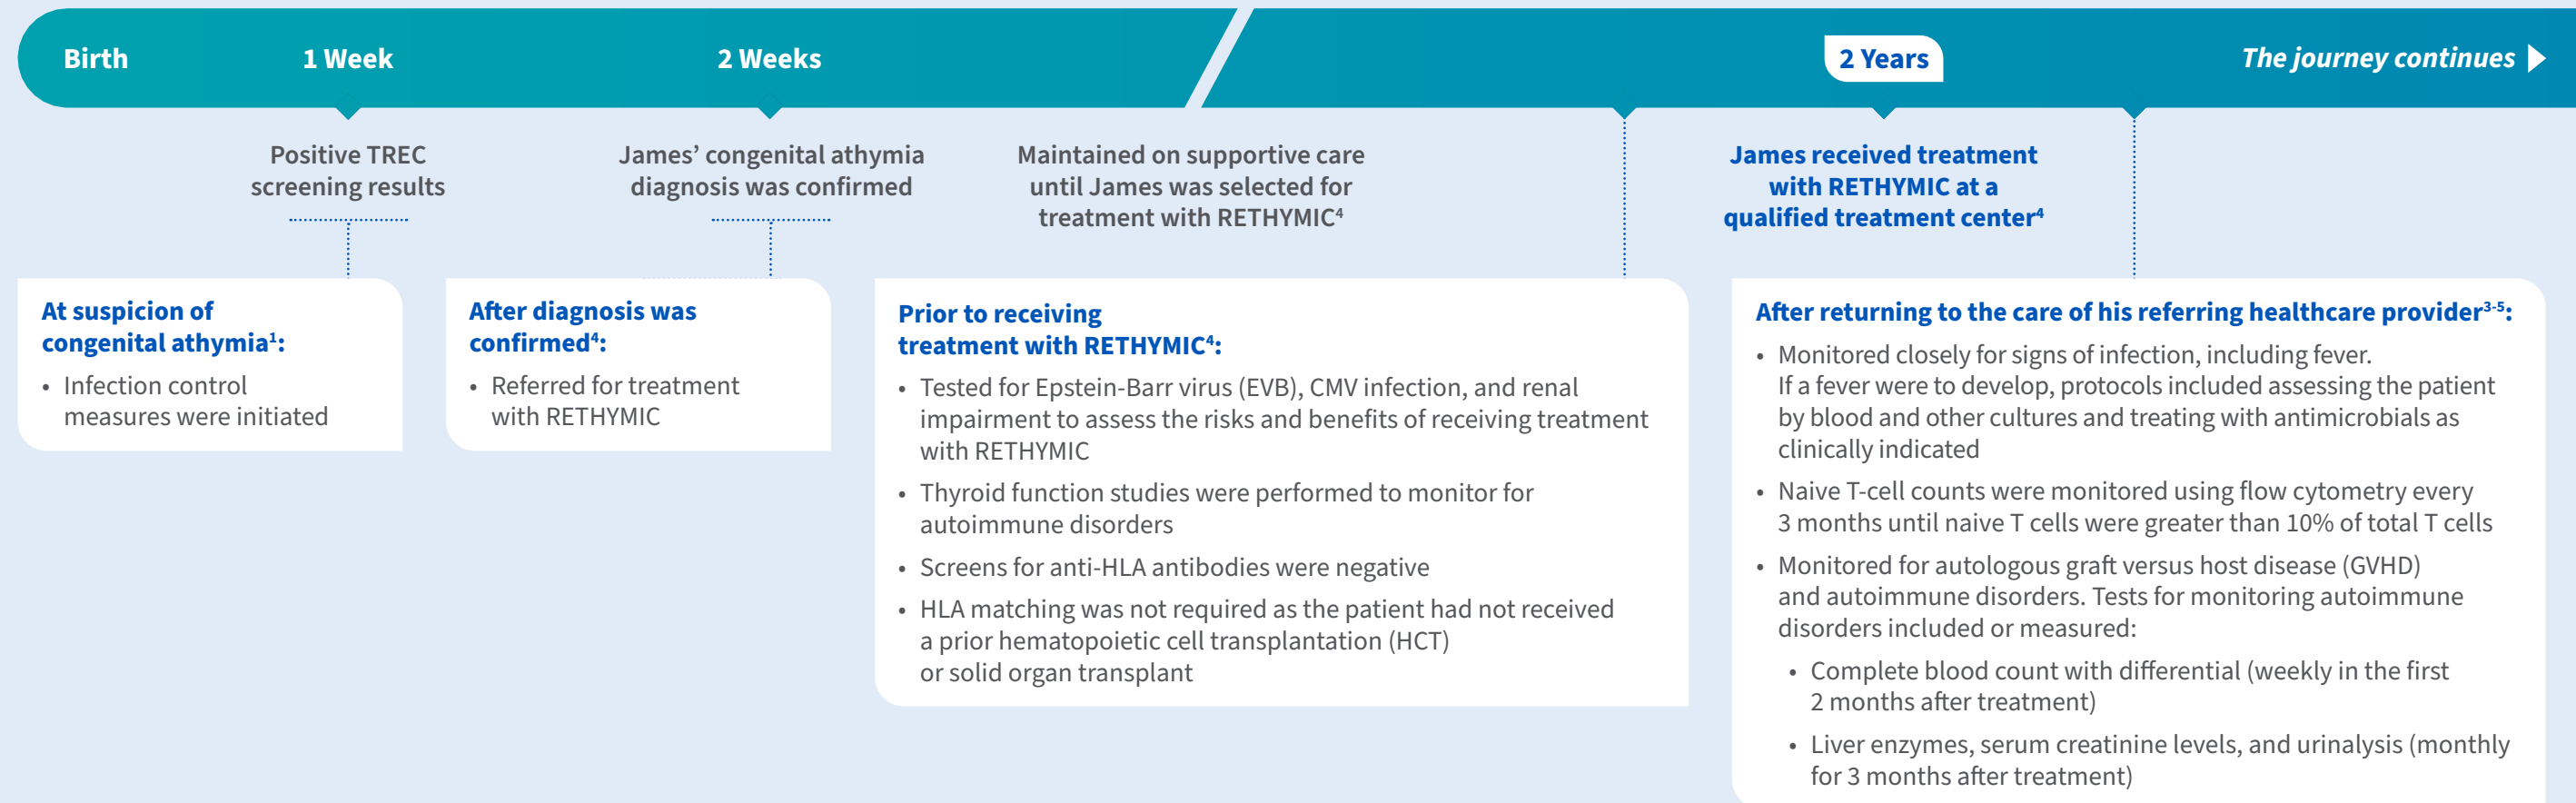 Birth
1 Week
2 Weeks
2 Years
The journey continues
Positive TREC
screening results
James’ congenital athymia
diagnosis was confirmed
Maintained on supportive care
until James was selected for
treatment with RETHYMIC⁴
James received treatment
with RETHYMIC at a
qualified treatment center⁴
At suspicion of
congenital athymia¹:
• Infection control
measures were initiated
After diagnosis was
confirmed⁴:
• Referred for treatment
with RETHYMIC
Prior to receiving
treatment with RETHYMIC⁴:
• Tested for Epstein-Barr virus (EVB), CMV infection, and renal
impairment to assess the risks and benefits of receiving treatment
with RETHYMIC
• Thyroid function studies were performed to monitor for
autoimmune disorders
• Screens for anti-HLA antibodies were negative
• HLA matching was not required as the patient had not received
a prior hematopoietic cell transplantation (HCT)
or solid organ transplant
After returning to the care of his referring healthcare provider³⁻⁵:
• Monitored closely for signs of infection, including fever.
If a fever were to develop, protocols included assessing the patient
by blood and other cultures and treating with antimicrobials as
clinically indicated
• Naive T-cell counts were monitored using flow cytometry every
3 months until naive T cells were greater than 10% of total T cells
• Monitored for autologous graft versus host disease (GVHD)
and autoimmune disorders. Tests for monitoring autoimmune
disorders included or measured:
• Complete blood count with differential (weekly in the first
2 months after treatment)
• Liver enzymes, serum creatinine levels, and urinalysis (monthly
for 3 months after treatment)